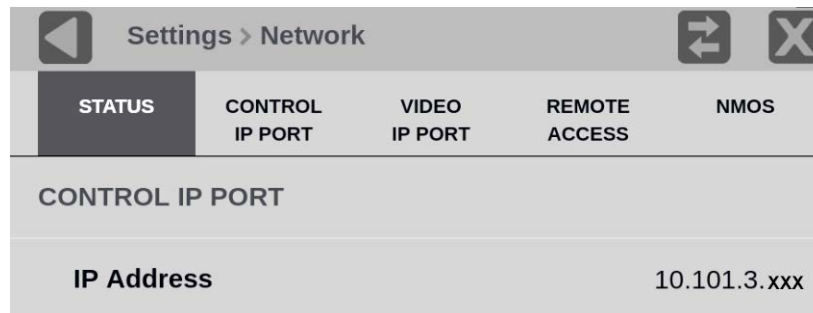 Settings > Network
X
STATUS
CONTROL IP PORT
VIDEO IP PORT
REMOTE ACCESS
NMOS
CONTROL IP PORT
IP Address 10.101.3.xxx